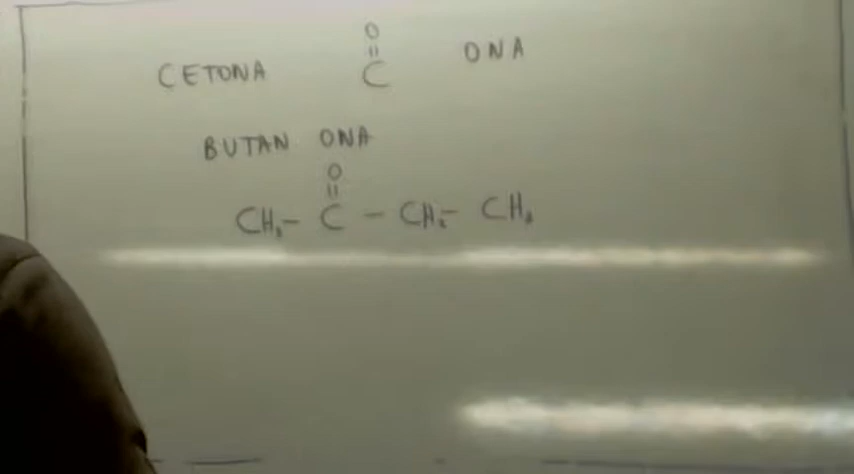 O
CETONA = C ONA
BUTAN ONA
O
=
CH₃- C - CH₂- CH₃